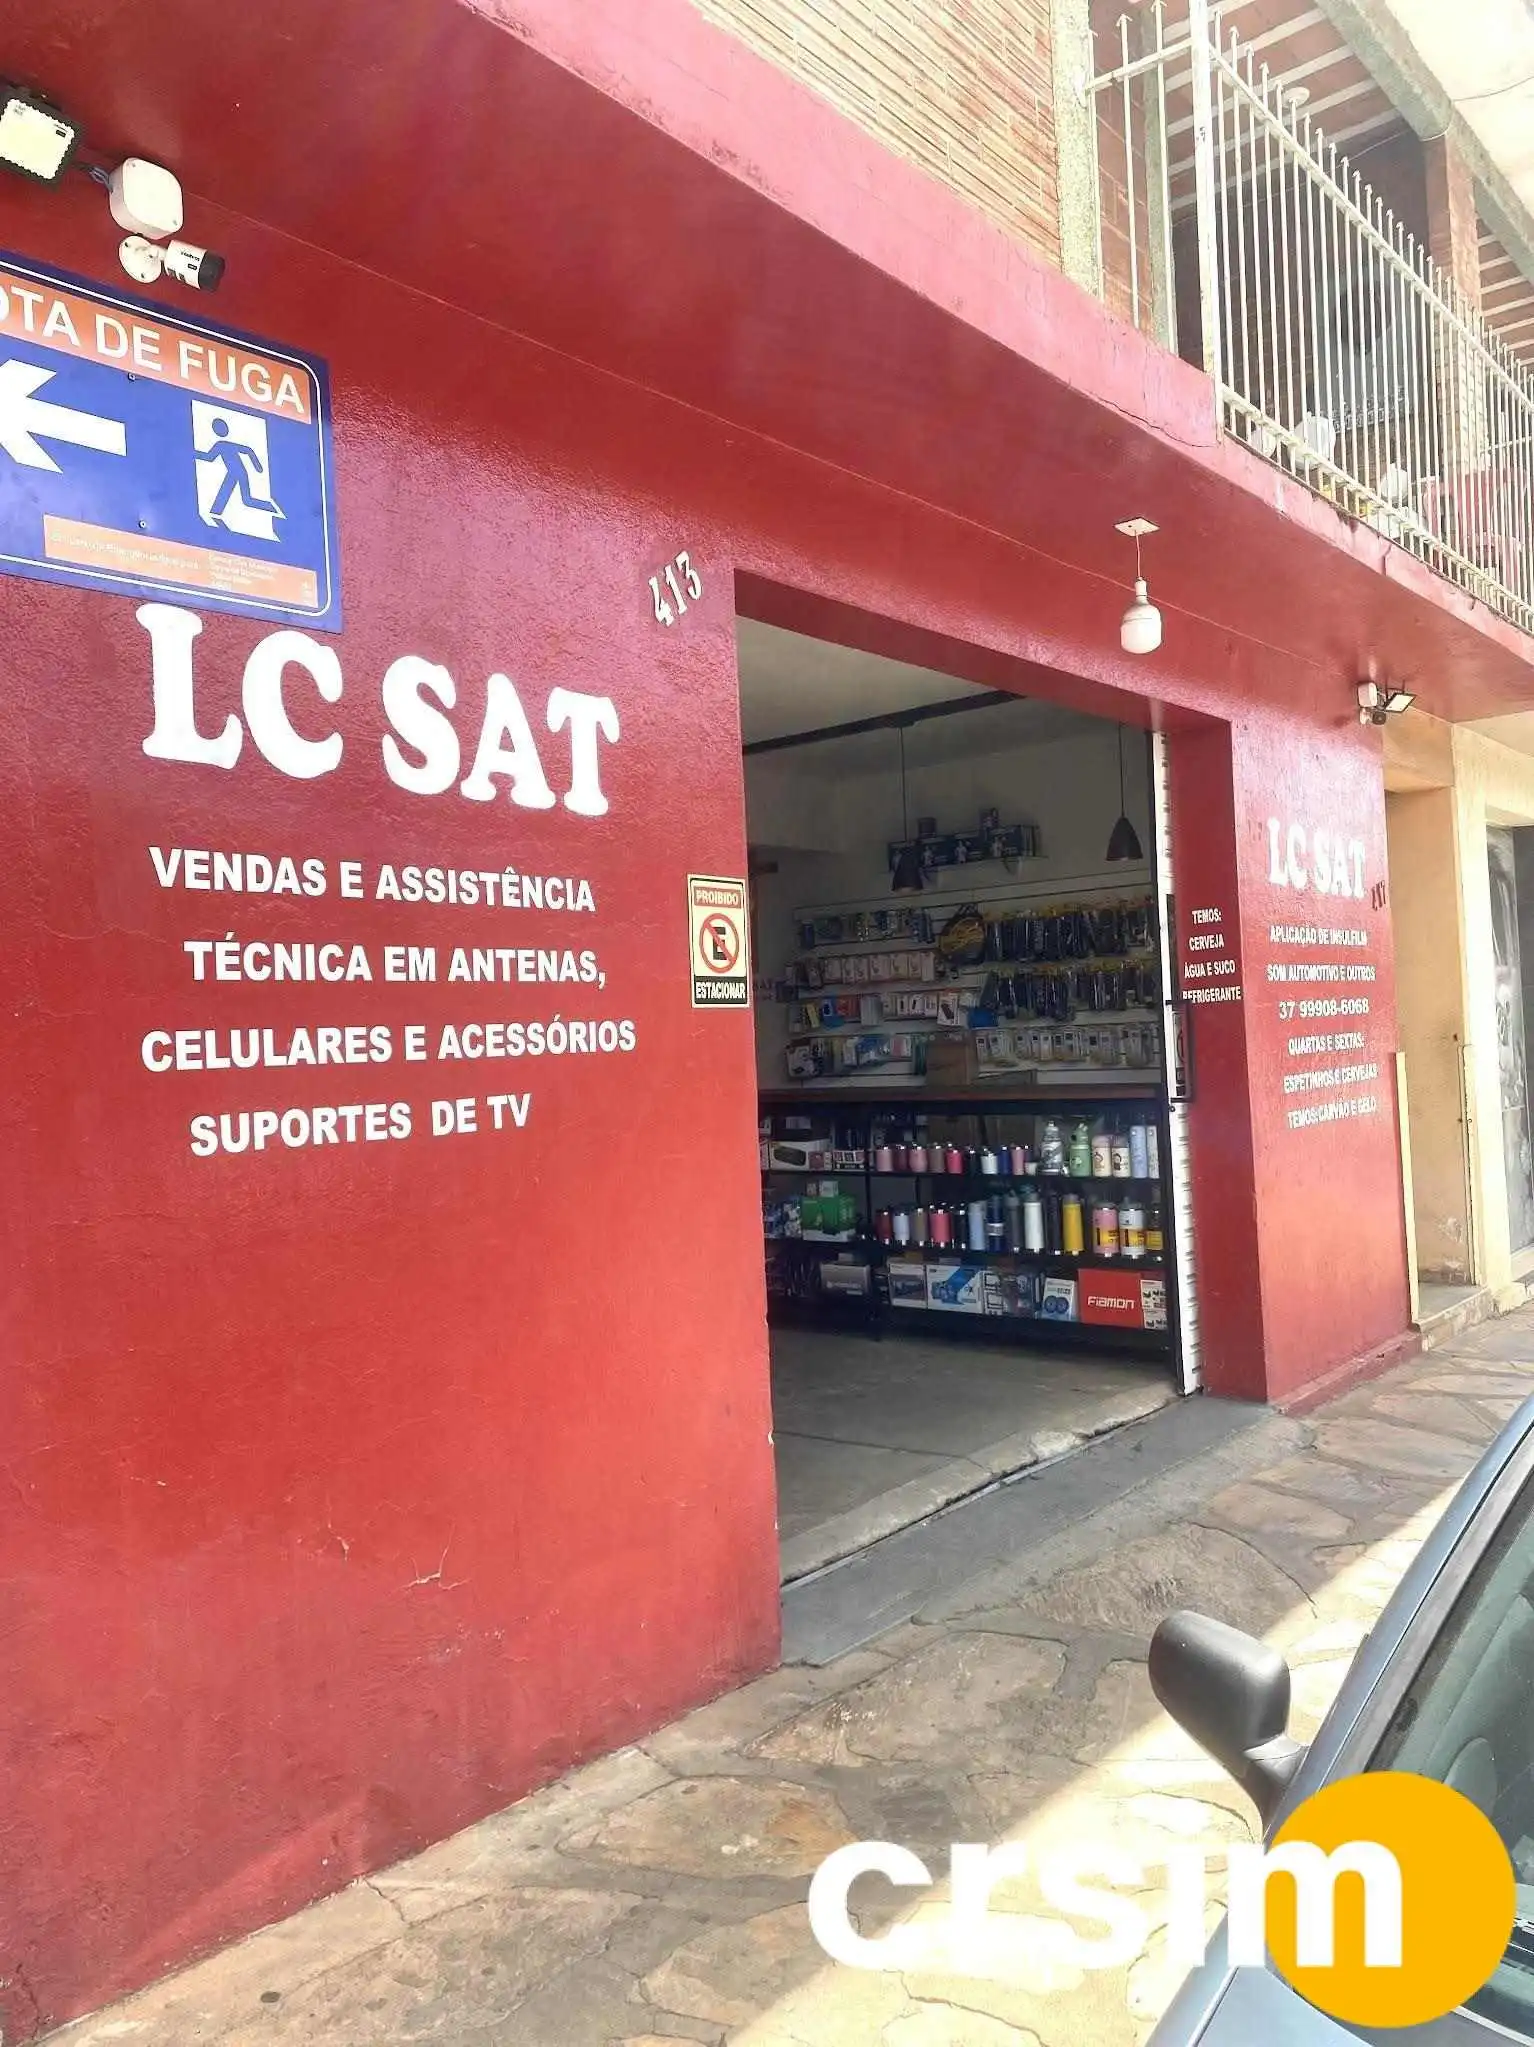 OTA DE FUGA
413
LC SAT
VENDAS E ASSISTÊNCIA
TÉCNICA EM ANTENAS,
CELULARES E ACESSÓRIOS
SUPORTES DE TV
PROIBIDO
E
ESTACIONAR
TEMOS:
CERVEJA
ÁGUA E SUCO
REFRIGERANTE
LC SAT
APLICAÇÃO DE INSULFILM
SOM AUTOMOTIVO E OUTROS
37 99908-6068
QUARTAS E SEXTAS:
ESPETINHOS E CERVEJAS
TEMOS: CARVÃO E GELO
FIAMON
crsim